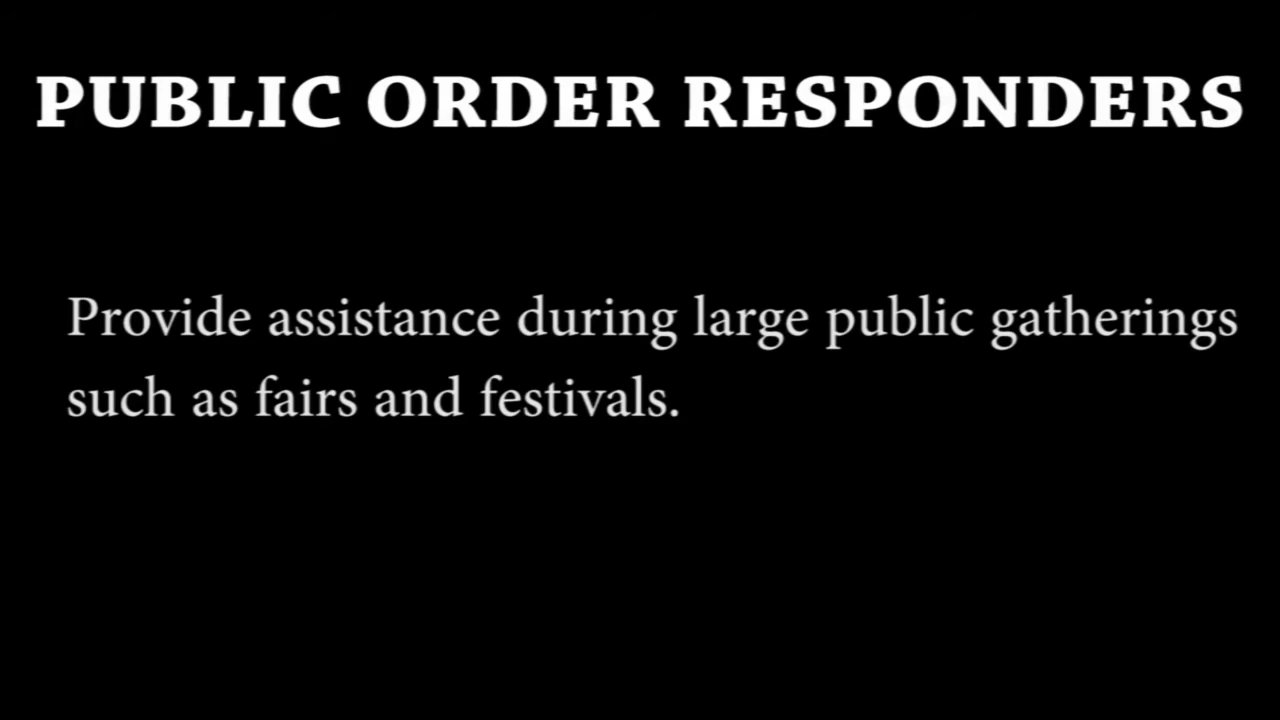 PUBLIC ORDER RESPONDERS
Provide assistance during large public gatherings
such as fairs and festivals.